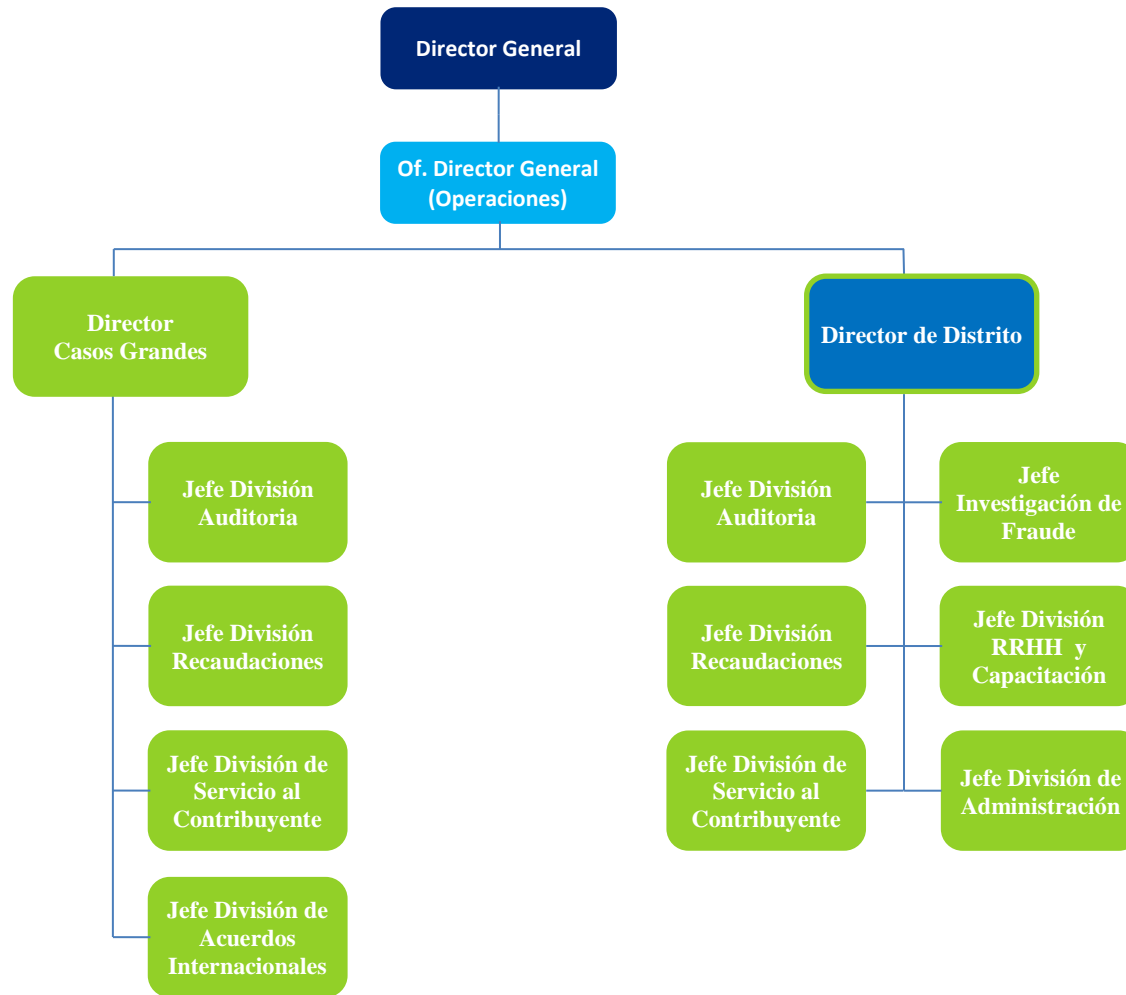 Director General
Of. Director General
(Operaciones)
Director
Casos Grandes
Director de Distrito
Jefe División
Auditoria
Jefe División
Recaudaciones
Jefe División de
Servicio al
Contribuyente
Jefe División de
Acuerdos
Internacionales
Jefe División
Auditoria
Jefe
Investigación de
Fraude
Jefe División
Recaudaciones
Jefe División
RRHH y
Capacitación
Jefe División de
Servicio al
Contribuyente
Jefe División de
Administración